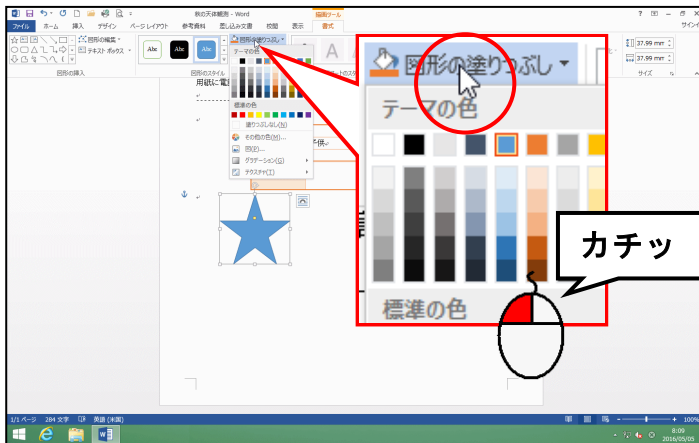 秋の天体観測 - Word
描画ツール
サインイ
ファイル ホーム 挿入 デザイン ページ レイアウト 参考資料 差し込み文書 校閲 表示 書式
図形の編集
テキスト ボックス
Abc Abc Abc
図形の塗りつぶし
37.99 mm
37.99 mm
図形の挿入
図形のスタイル
サイズ
テーマの色
標準の色
塗りつぶしなし(N)
その他の色(M)...
図(P)...
グラデーション(G)
テクスチャ(T)
図形の塗りつぶし
テーマの色
標準の色
カチッ
1/1 ページ 284 文字 英語 (米国)
100%
8:09
2016/05/05